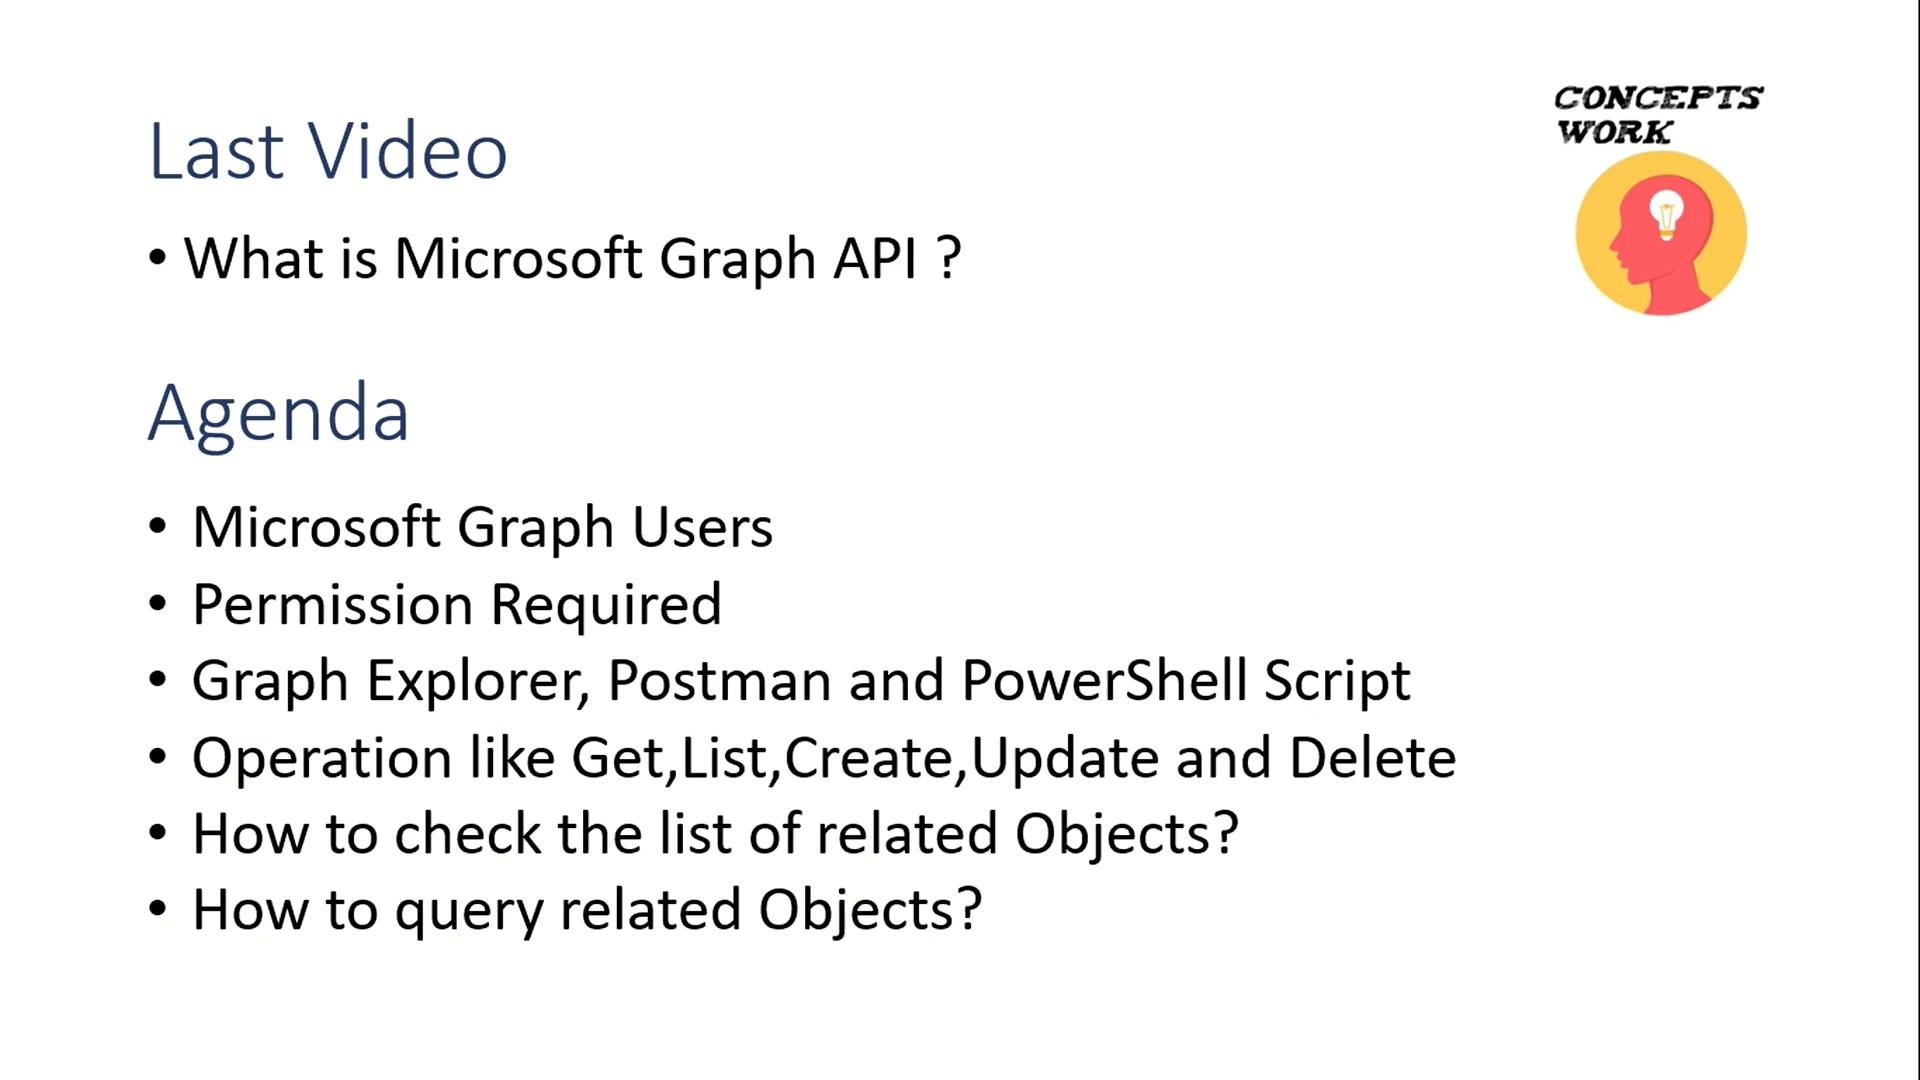 CONCEPTS
WORK
Last Video
• What is Microsoft Graph API ?
Agenda
• Microsoft Graph Users
• Permission Required
• Graph Explorer, Postman and PowerShell Script
• Operation like Get,List,Create,Update and Delete
• How to check the list of related Objects?
• How to query related Objects?